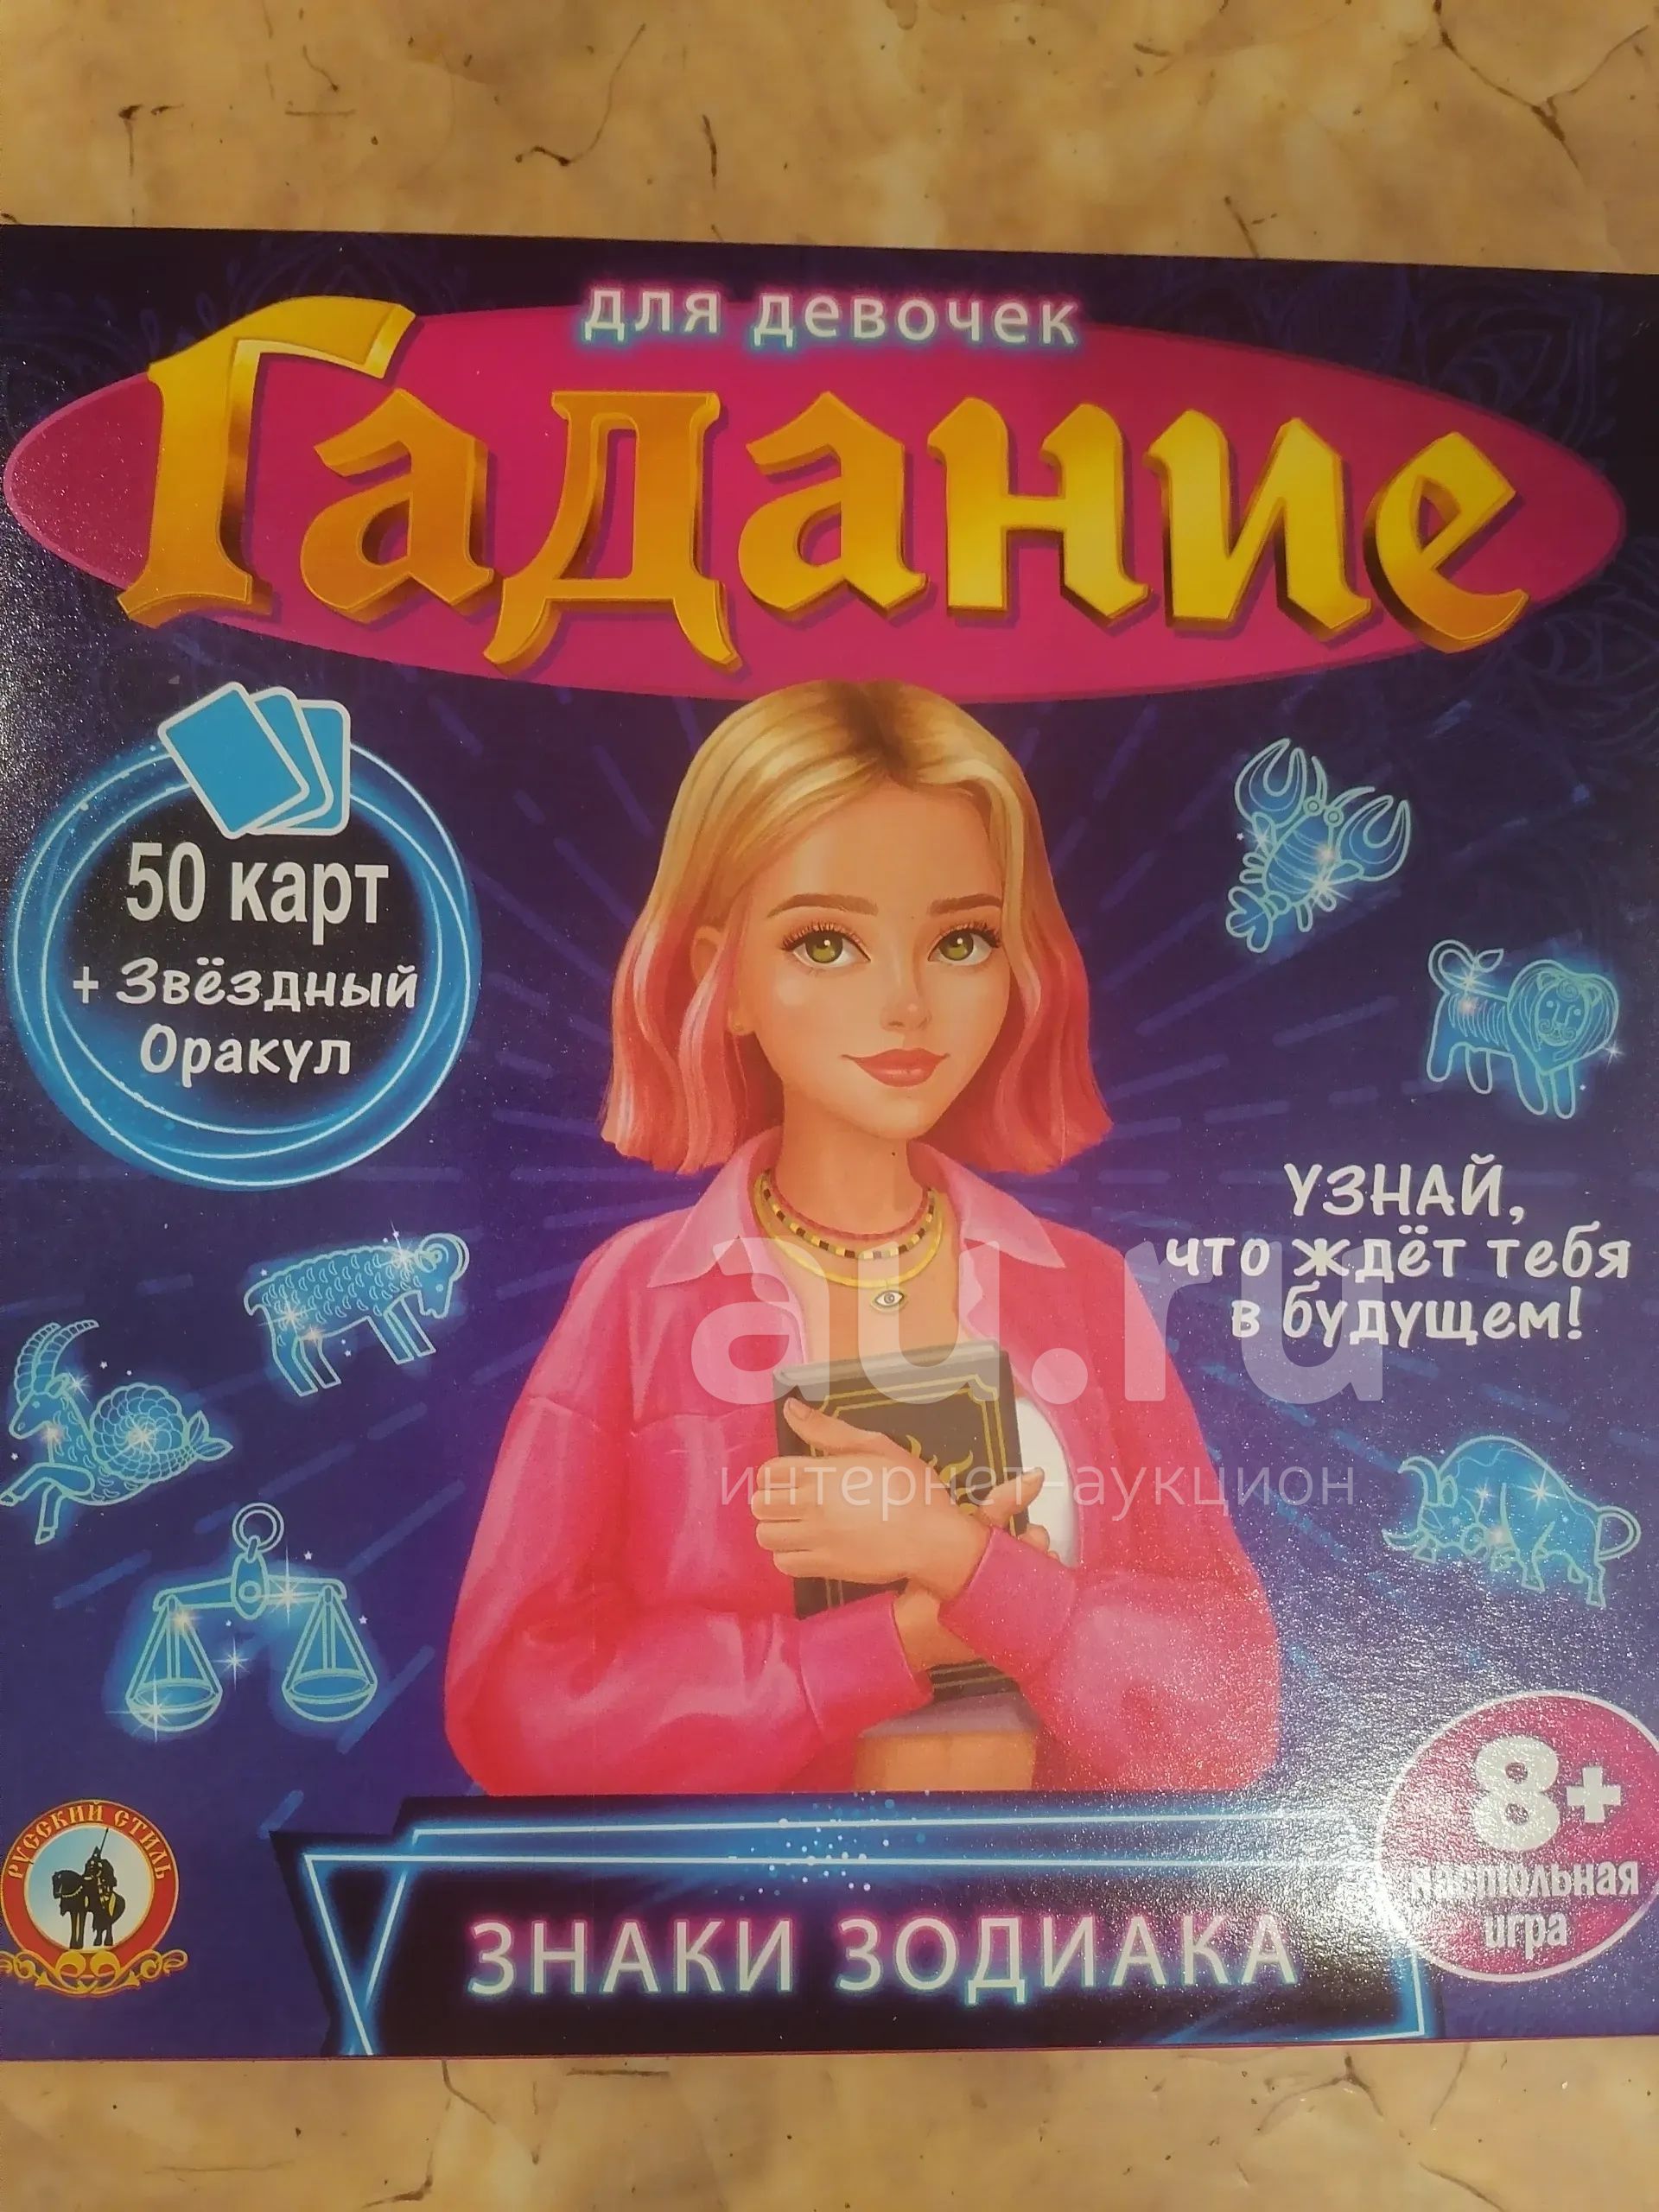 для девочек
Гадание
50 карт
+ Звёздный
Оракул
УЗНАЙ,
что ждёт тебя
в будущем!
au.ru
интернет-аукцион
РУССКИЙ СТИЛЬ
8+
настольная
игра
ЗНАКИ ЗОДИАКА